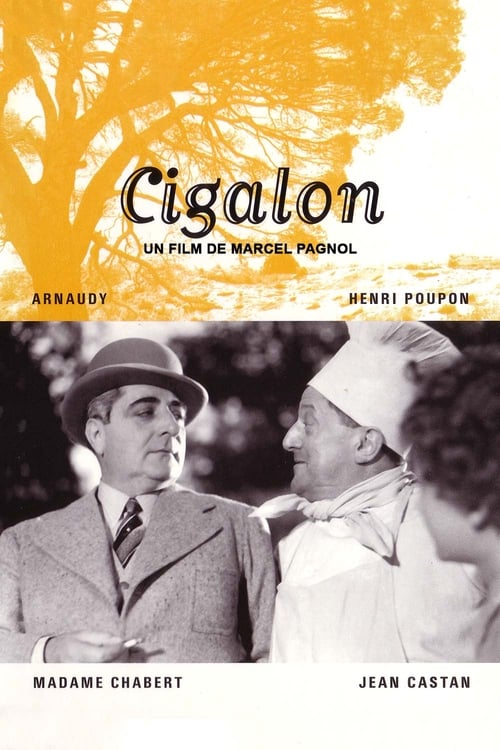 Cigalon
UN FILM DE MARCEL PAGNOL
ARNAUDY HENRI POUPON
MADAME CHABERT JEAN CASTAN